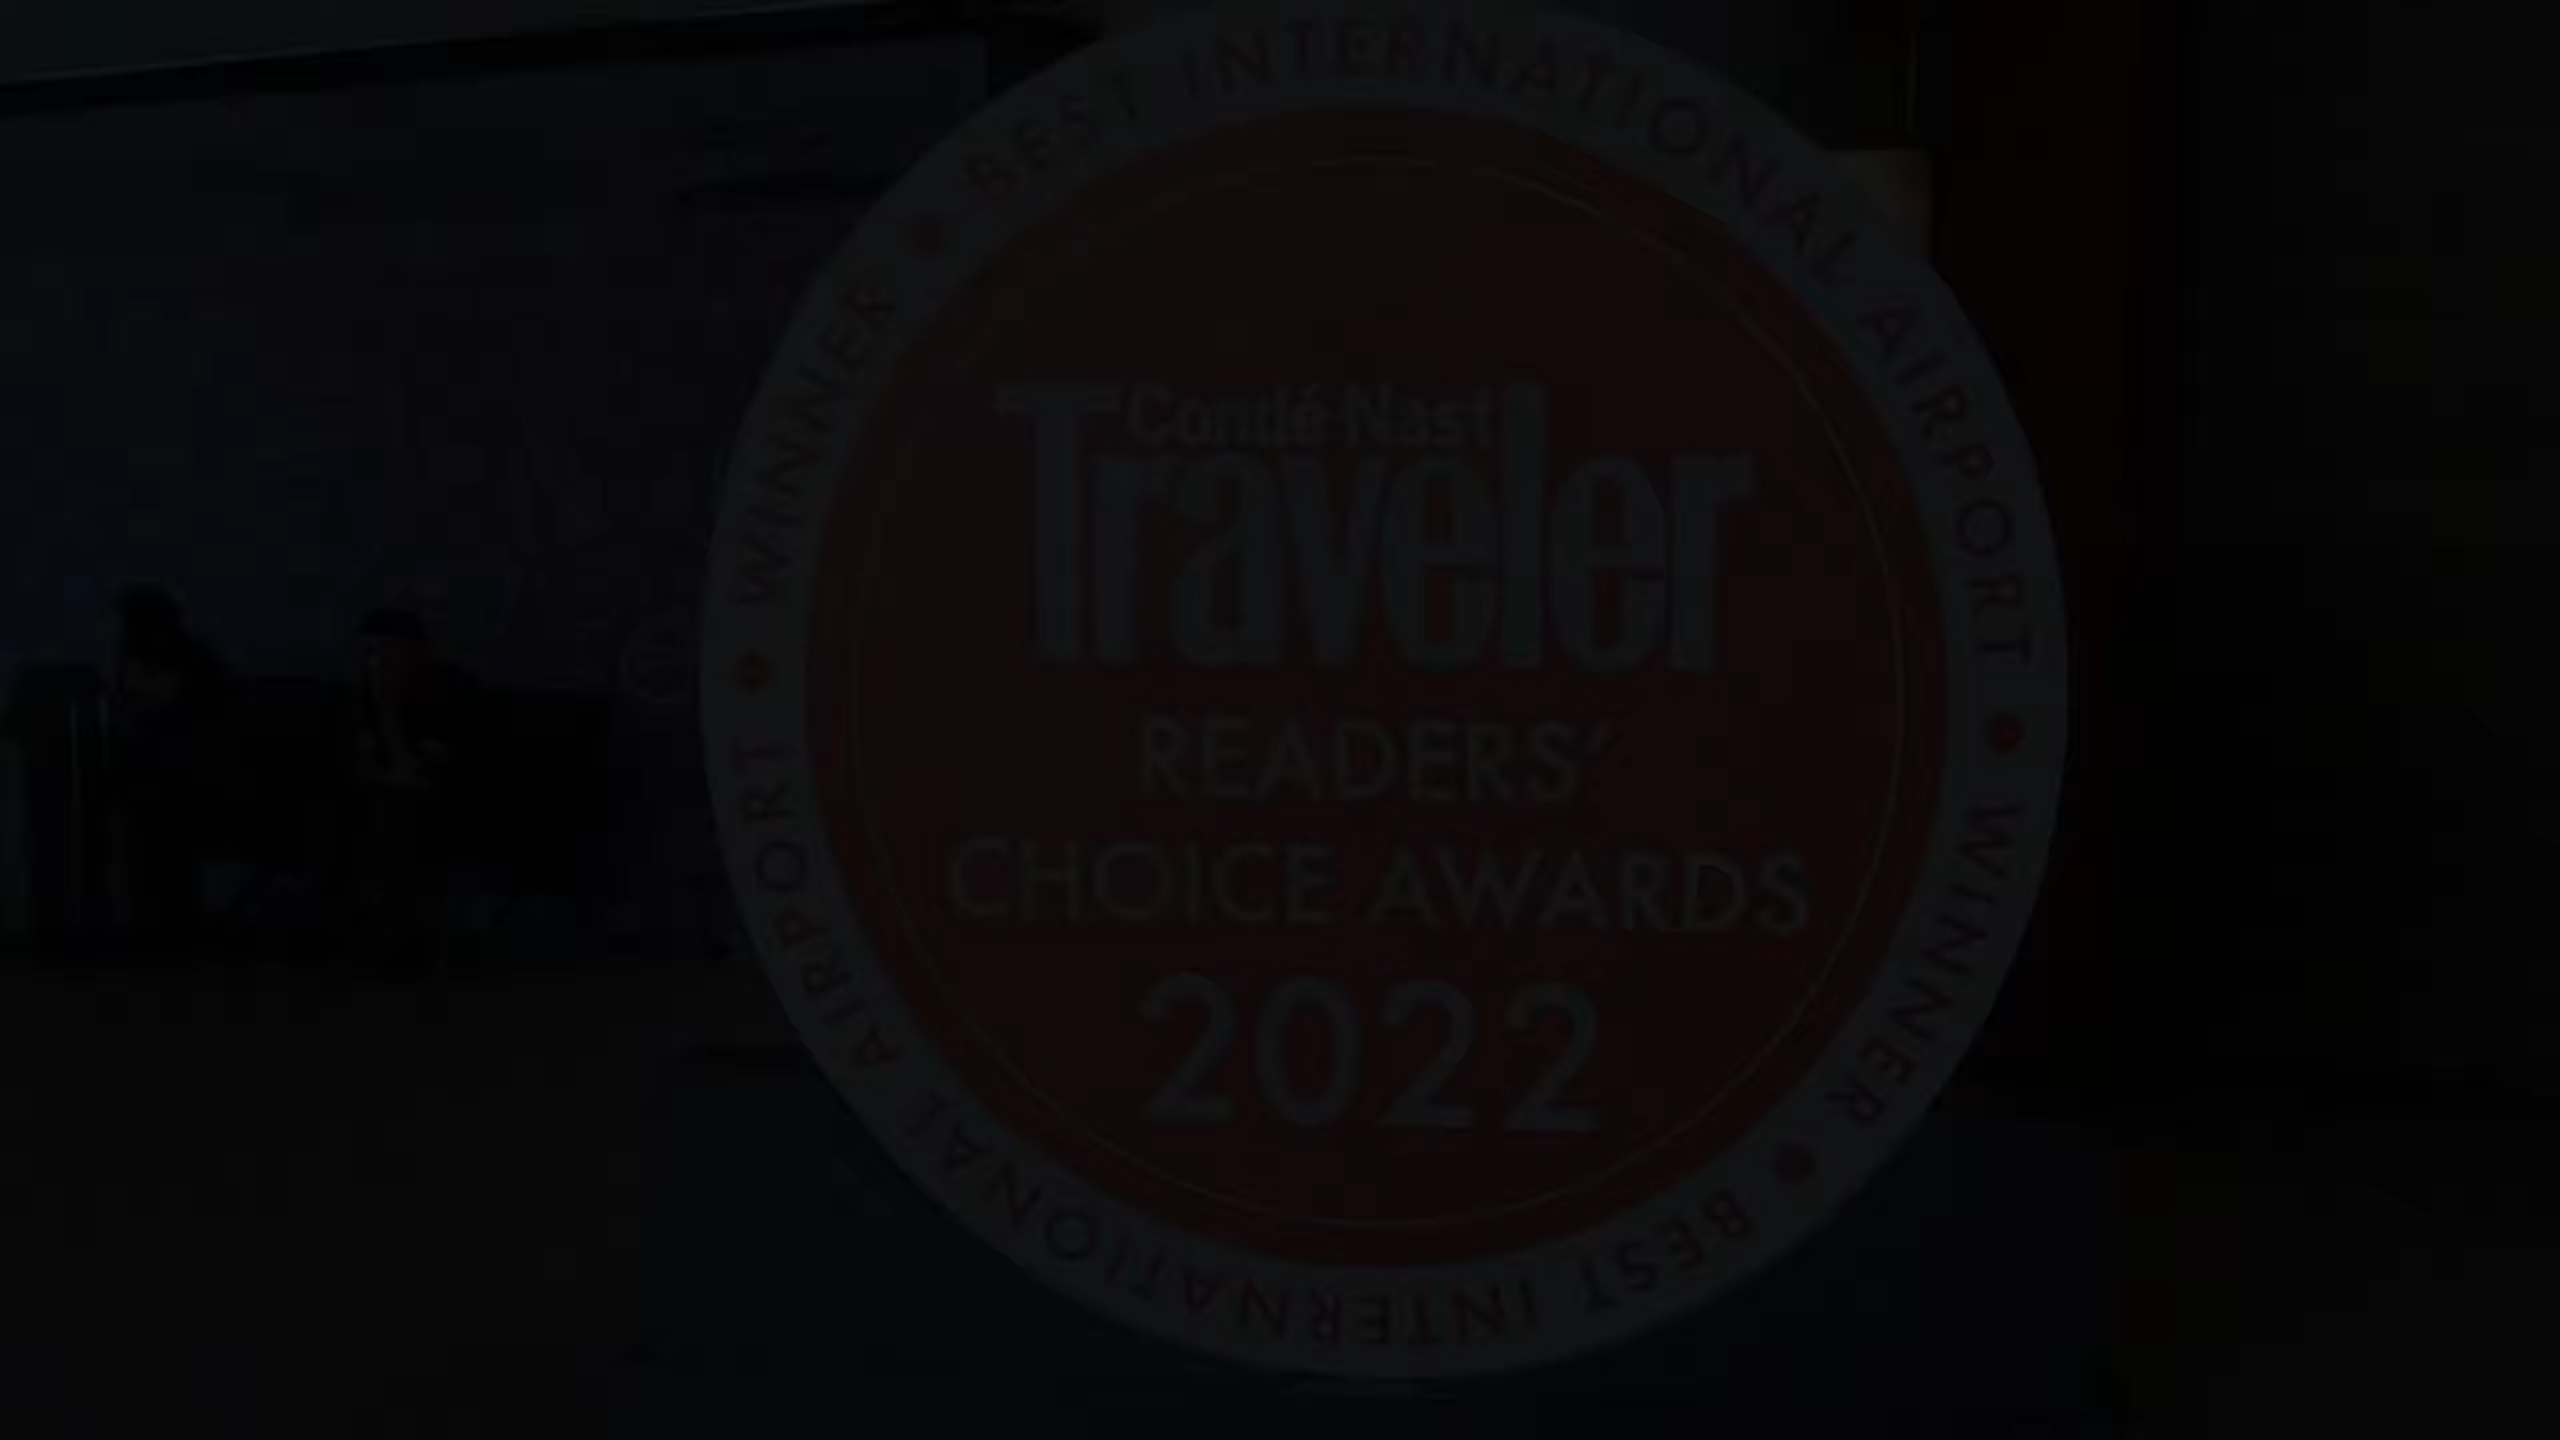 Condé Nast
Traveler
READERS'
CHOICE AWARDS
2022
BEST INTERNATIONAL AIRPORT • WINNER • BEST INTERNATIONAL AIRPORT • WINNER •